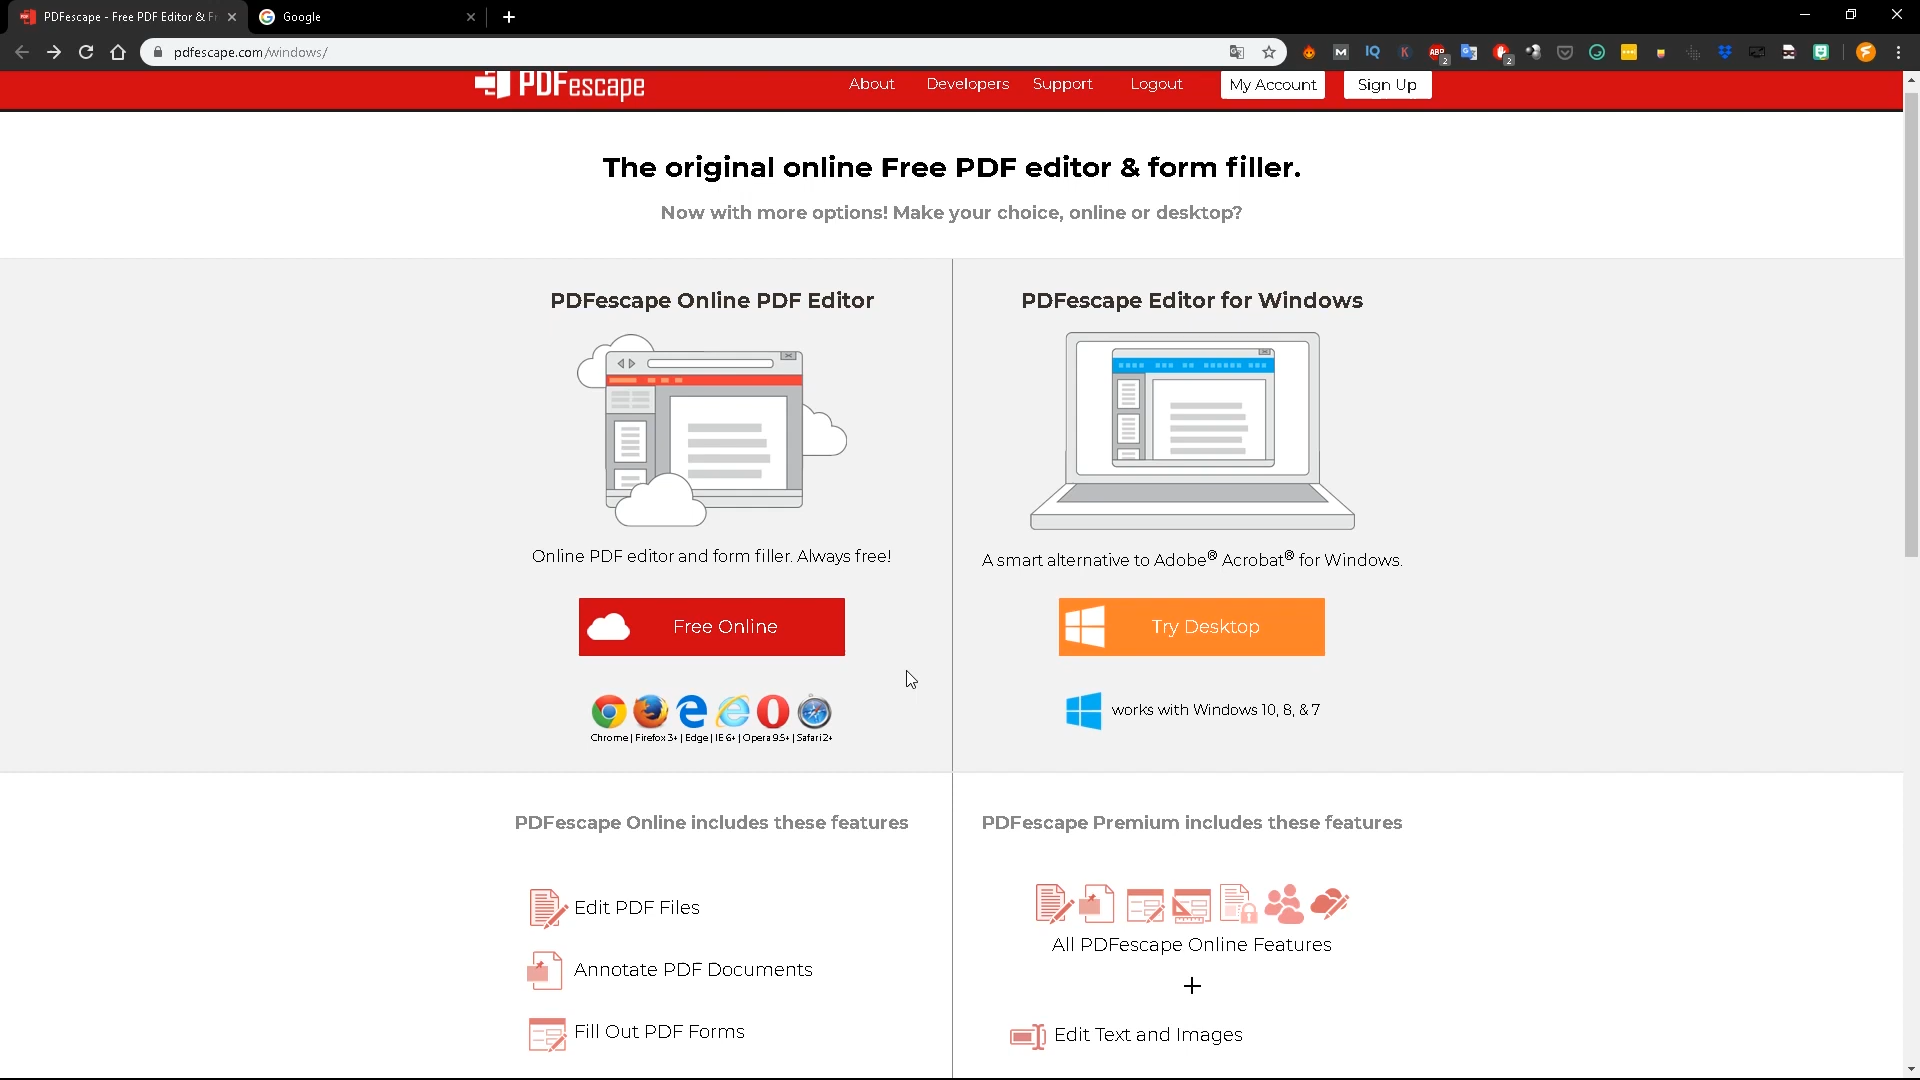 PDFescape - Free PDF Editor & Fr
Google
pdfescape.com/windows/
PDFescape
About
Developers
Support
Logout
My Account
Sign Up
The original online Free PDF editor & form filler.
Now with more options! Make your choice, online or desktop?
PDFescape Online PDF Editor
PDFescape Editor for Windows
Online PDF editor and form filler. Always free!
A smart alternative to Adobe® Acrobat® for Windows.
Free Online
Try Desktop
works with Windows 10, 8, & 7
Chrome | Firefox 3+ | Edge | IE 6+ | Opera 9.5+ | Safari 2+
PDFescape Online includes these features
PDFescape Premium includes these features
Edit PDF Files
All PDFescape Online Features
Annotate PDF Documents
+
Fill Out PDF Forms
Edit Text and Images